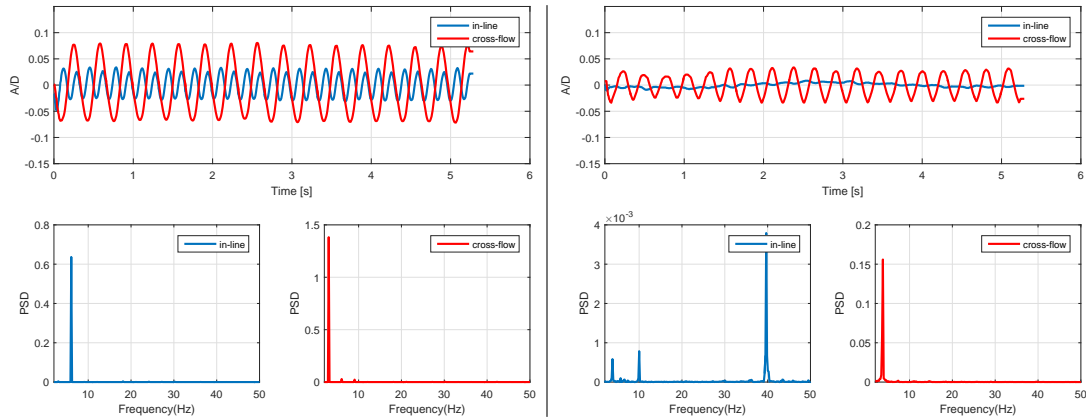 in-line
cross-flow
A/D
0.15
0.1
0.05
0
-0.05
-0.1
-0.15
0 1 2 3 4 5 6
Time [s]
in-line
PSD
0.8
0.6
0.4
0.2
0
10 20 30 40 50
Frequency(Hz)
cross-flow
PSD
1.5
1
0.5
0
10 20 30 40 50
Frequency(Hz)
in-line
cross-flow
A/D
0.1
0.05
0
-0.05
-0.1
-0.15
0 1 2 3 4 5 6
Time [s]
×10⁻³
in-line
PSD
4
3
2
1
0
10 20 30 40 50
Frequency(Hz)
cross-flow
PSD
0.2
0.15
0.1
0.05
0
10 20 30 40 50
Frequency(Hz)